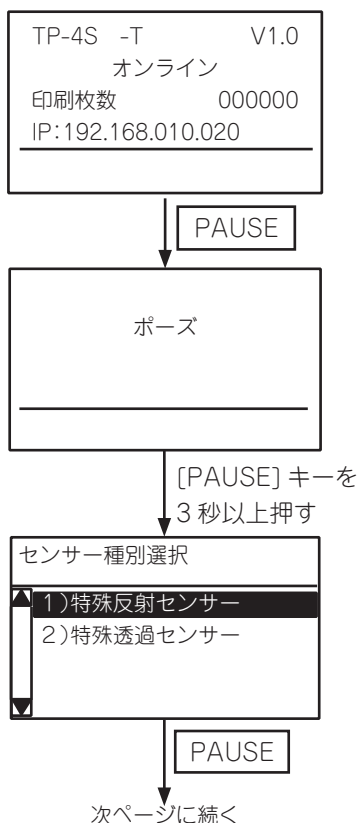 TP-4S -T V1.0
オンライン
印刷枚数 000000
IP:192.168.010.020
PAUSE
ポーズ
[PAUSE] キーを
3 秒以上押す
センサー種別選択
1)特殊反射センサー
2)特殊透過センサー
PAUSE
次ページに続く